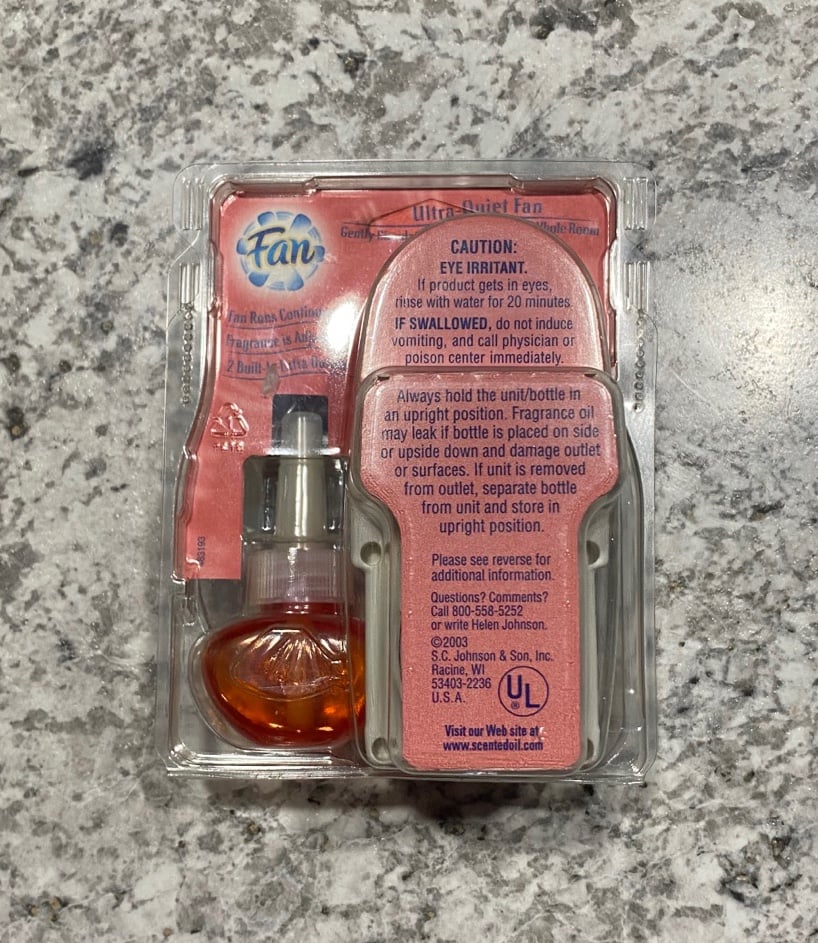 Ultra-Quiet Fan
Gently Whole Room
Fan
Fan Runs
Fragrance is
2 Built-In Extra
CAUTION:
EYE IRRITANT.
If product gets in eyes,
rinse with water for 20 minutes.
IF SWALLOWED, do not induce
vomiting, and call physician or
poison center immediately.
Always hold the unit/bottle in
an upright position. Fragrance oil
may leak if bottle is placed on side
or upside down and damage outlet
or surfaces. If unit is removed
from outlet, separate bottle
from unit and store in
upright position.
Please see reverse for
additional information.
Questions? Comments?
Call 800-558-5252
or write Helen Johnson.
©2003
S.C. Johnson & Son, Inc.
Racine, WI
53403-2236
U.S.A.
UL
®
Visit our Web site at
www.scentedoil.com